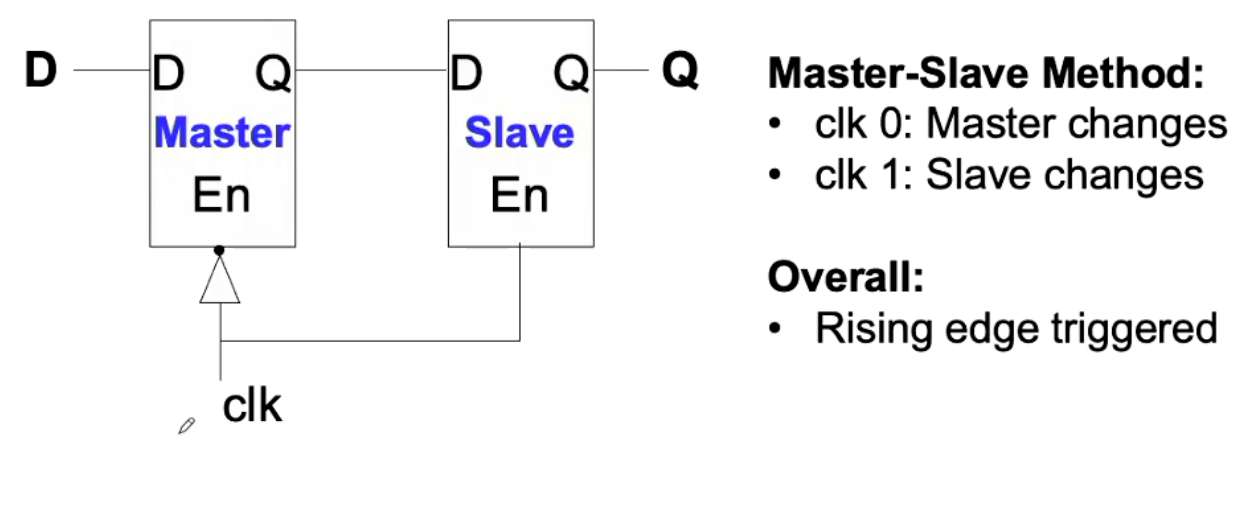 D
D Q
Master
En
D Q
Slave
En
Q
clk
Master-Slave Method:
• clk 0: Master changes
• clk 1: Slave changes
Overall:
• Rising edge triggered